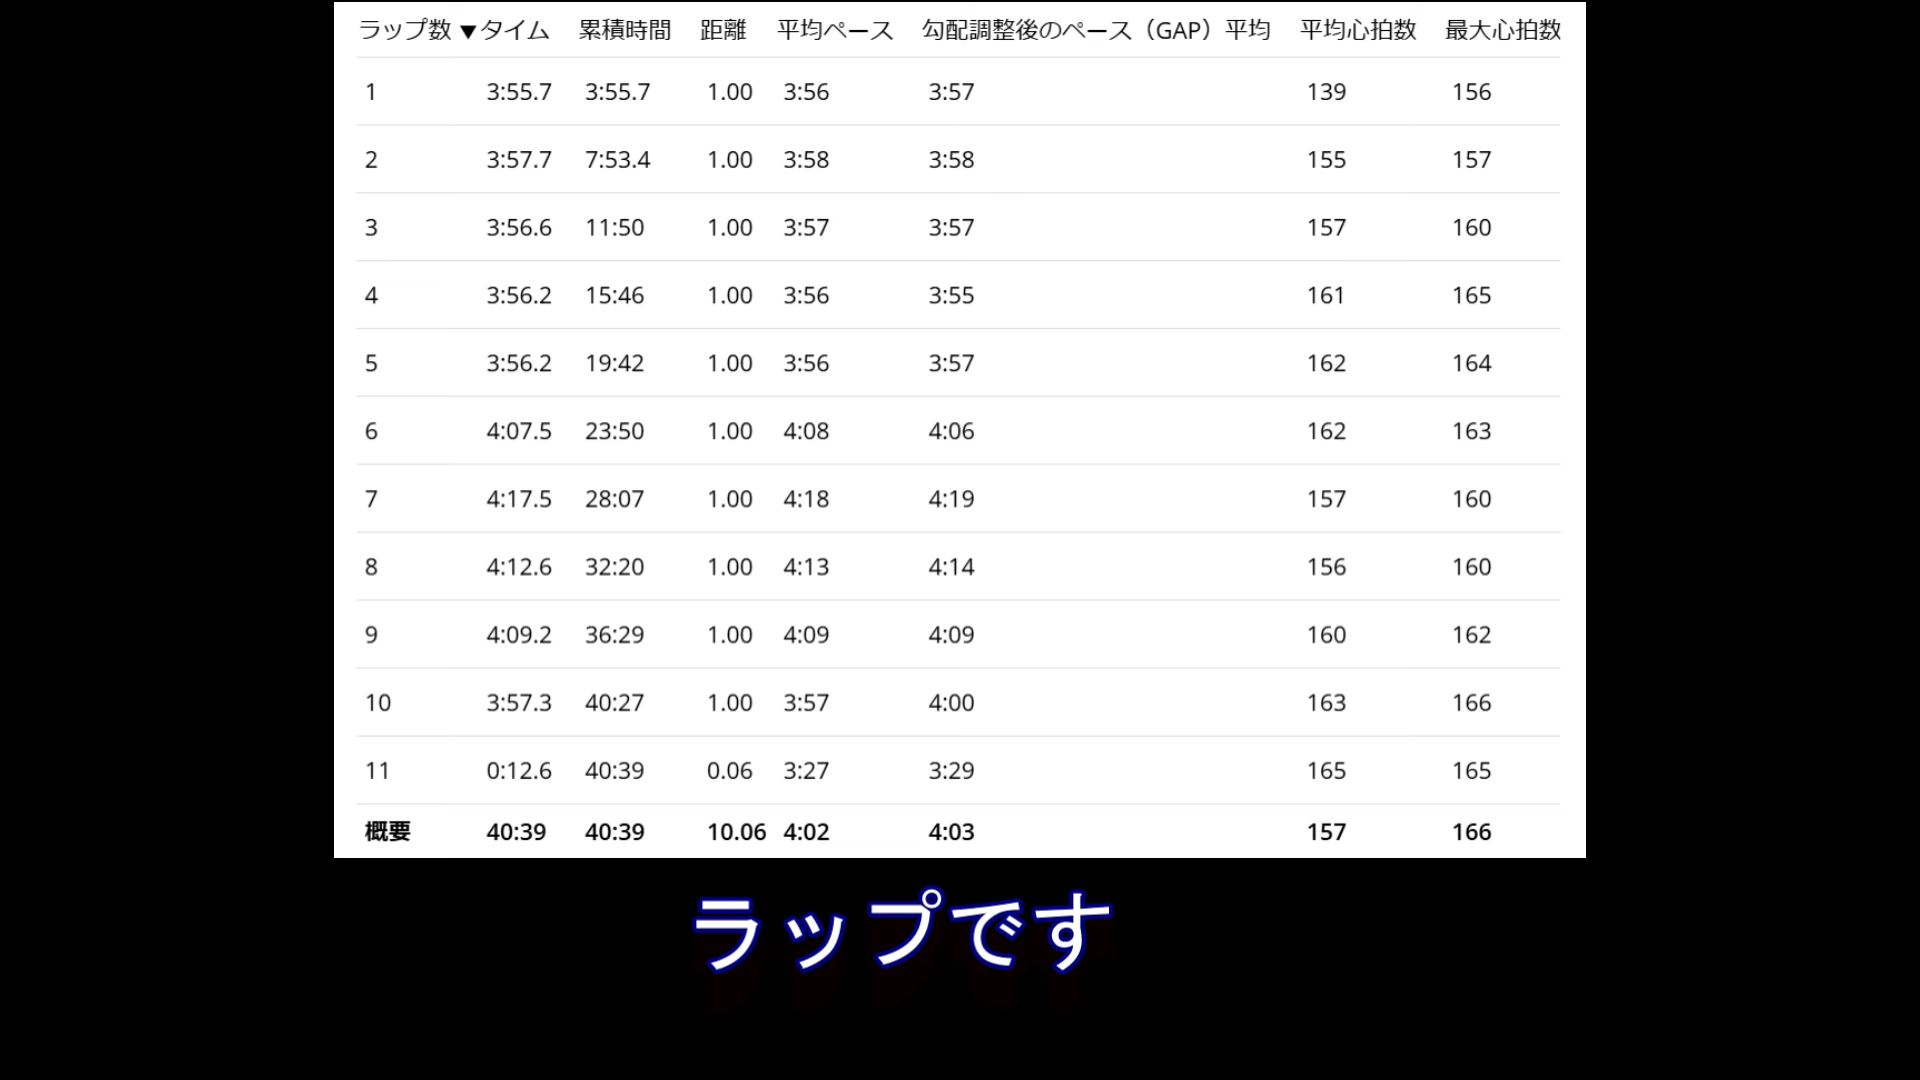 ラップ数 ▼タイム 累積時間 距離 平均ペース 勾配調整後のペース（GAP）平均 平均心拍数 最大心拍数
1 3:55.7 3:55.7 1.00 3:56 3:57 139 156
2 3:57.7 7:53.4 1.00 3:58 3:58 155 157
3 3:56.6 11:50 1.00 3:57 3:57 157 160
4 3:56.2 15:46 1.00 3:56 3:55 161 165
5 3:56.2 19:42 1.00 3:56 3:57 162 164
6 4:07.5 23:50 1.00 4:08 4:06 162 163
7 4:17.5 28:07 1.00 4:18 4:19 157 160
8 4:12.6 32:20 1.00 4:13 4:14 156 160
9 4:09.2 36:29 1.00 4:09 4:09 160 162
10 3:57.3 40:27 1.00 3:57 4:00 163 166
11 0:12.6 40:39 0.06 3:27 3:29 165 165
概要 40:39 40:39 10.06 4:02 4:03 157 166
ラップです